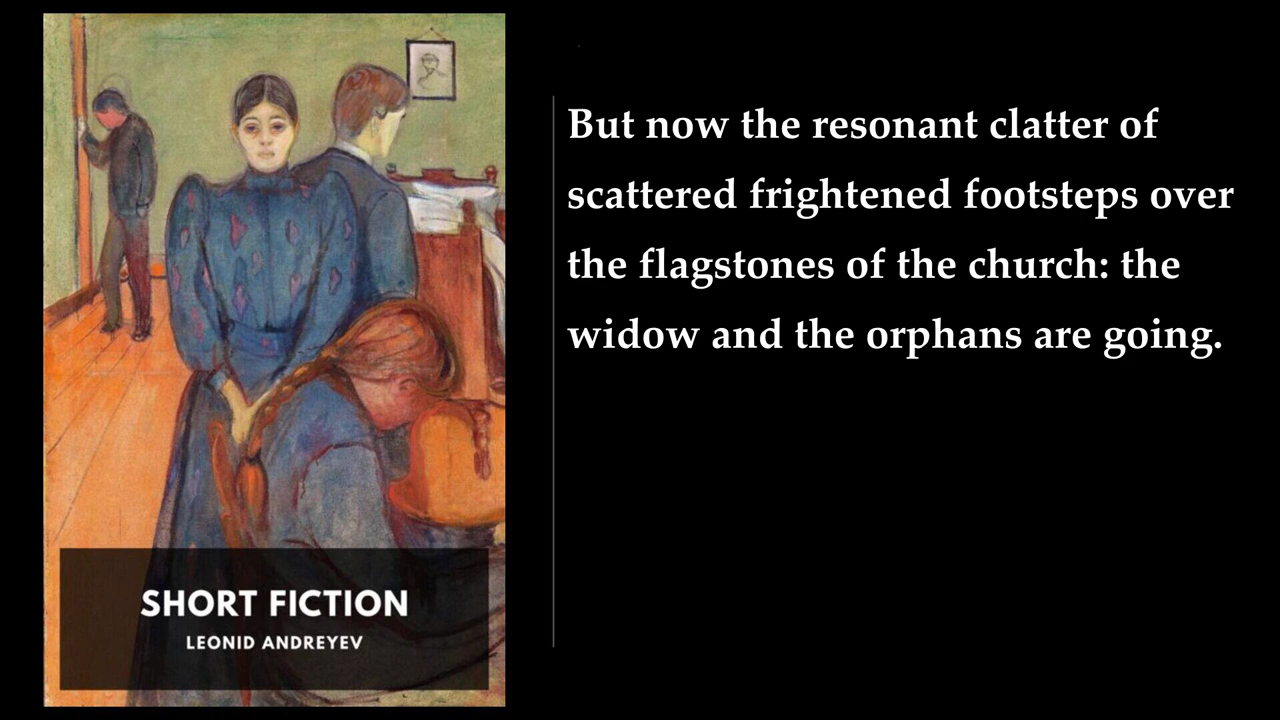 SHORT FICTION
LEONID ANDREYEV
But now the resonant clatter of
scattered frightened footsteps over
the flagstones of the church: the
widow and the orphans are going.